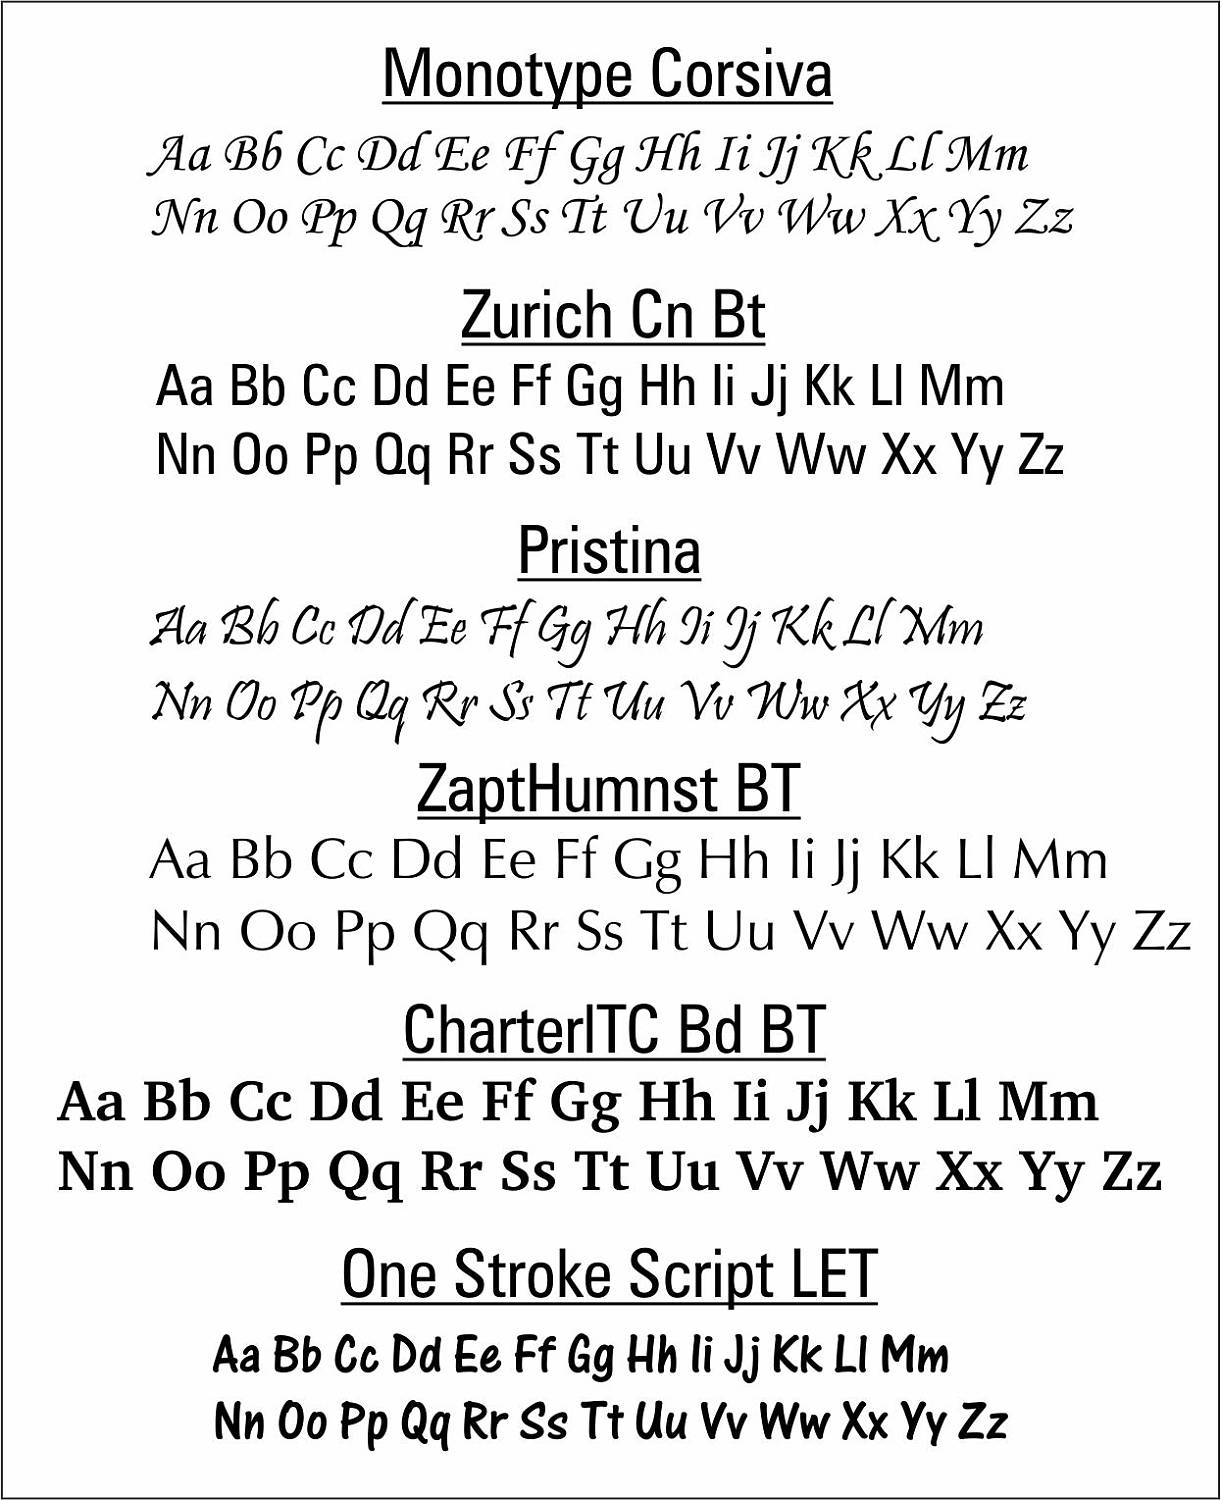 Monotype Corsiva
Aa Bb Cc Dd Ee Ff Gg Hh Ii Jj Kk Ll Mm
Nn Oo Pp Qq Rr Ss Tt Uu Vv Ww Xx Yy Zz
Zurich Cn Bt
Aa Bb Cc Dd Ee Ff Gg Hh Ii Jj Kk Ll Mm
Nn Oo Pp Qq Rr Ss Tt Uu Vv Ww Xx Yy Zz
Pristina
Aa Bb Cc Dd Ee Ff Gg Hh Ii Jj Kk Ll Mm
Nn Oo Pp Qq Rr Ss Tt Uu Vv Ww Xx Yy Zz
ZaptHumnst BT
Aa Bb Cc Dd Ee Ff Gg Hh Ii Jj Kk Ll Mm
Nn Oo Pp Qq Rr Ss Tt Uu Vv Ww Xx Yy Zz
CharterITC Bd BT
Aa Bb Cc Dd Ee Ff Gg Hh Ii Jj Kk Ll Mm
Nn Oo Pp Qq Rr Ss Tt Uu Vv Ww Xx Yy Zz
One Stroke Script LET
Aa Bb Cc Dd Ee Ff Gg Hh Ii Jj Kk Ll Mm
Nn Oo Pp Qq Rr Ss Tt Uu Vv Ww Xx Yy Zz